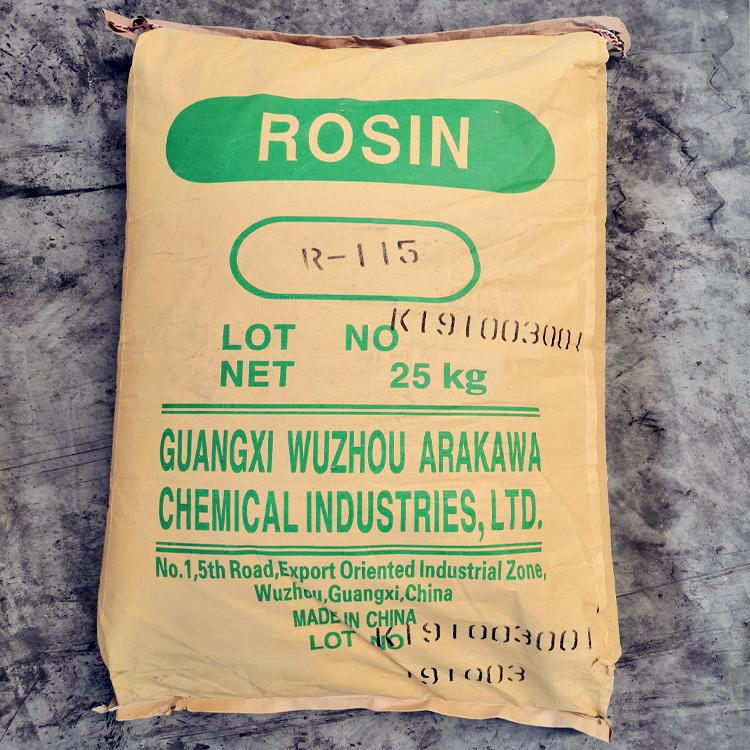 ROSIN
R-115
LOT NO K191003001
NET 25 kg
GUANGXI WUZHOU ARAKAWA
CHEMICAL INDUSTRIES, LTD.
No.1,5th Road,Export Oriented Industrial Zone,
Wuzhou,Guangxi,China
MADE IN CHINA
LOT NO K191003001
191003